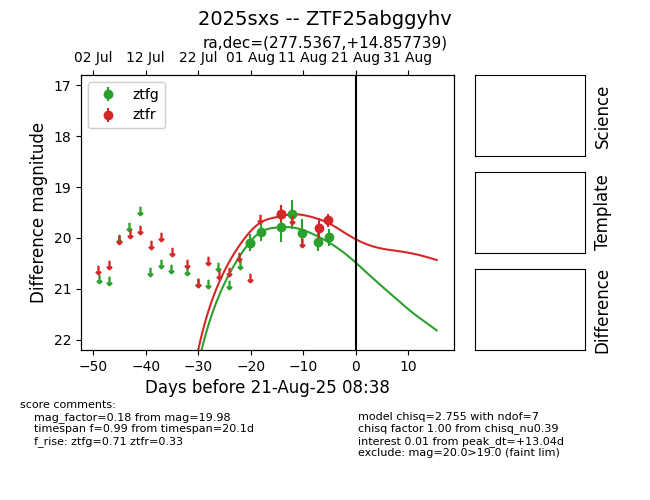 2025sxs -- ZTF25abggyhv
ra,dec=(277.5367,+14.857739)
02 Jul 12 Jul 22 Jul 01 Aug 11 Aug 21 Aug 31 Aug
ztfg
ztfr
17
18
19
20
21
22
Difference magnitude
−50 −40 −30 −20 −10 0 10
Days before 21-Aug-25 08:38
Science
Template
Difference
score comments:
mag_factor=0.18 from mag=19.98
timespan f=0.99 from timespan=20.1d
f_rise: ztfg=0.71 ztfr=0.33
model chisq=2.755 with ndof=7
chisq factor 1.00 from chisq_nu0.39
interest 0.01 from peak_dt=+13.04d
exclude: mag=20.0>19.0 (faint lim)